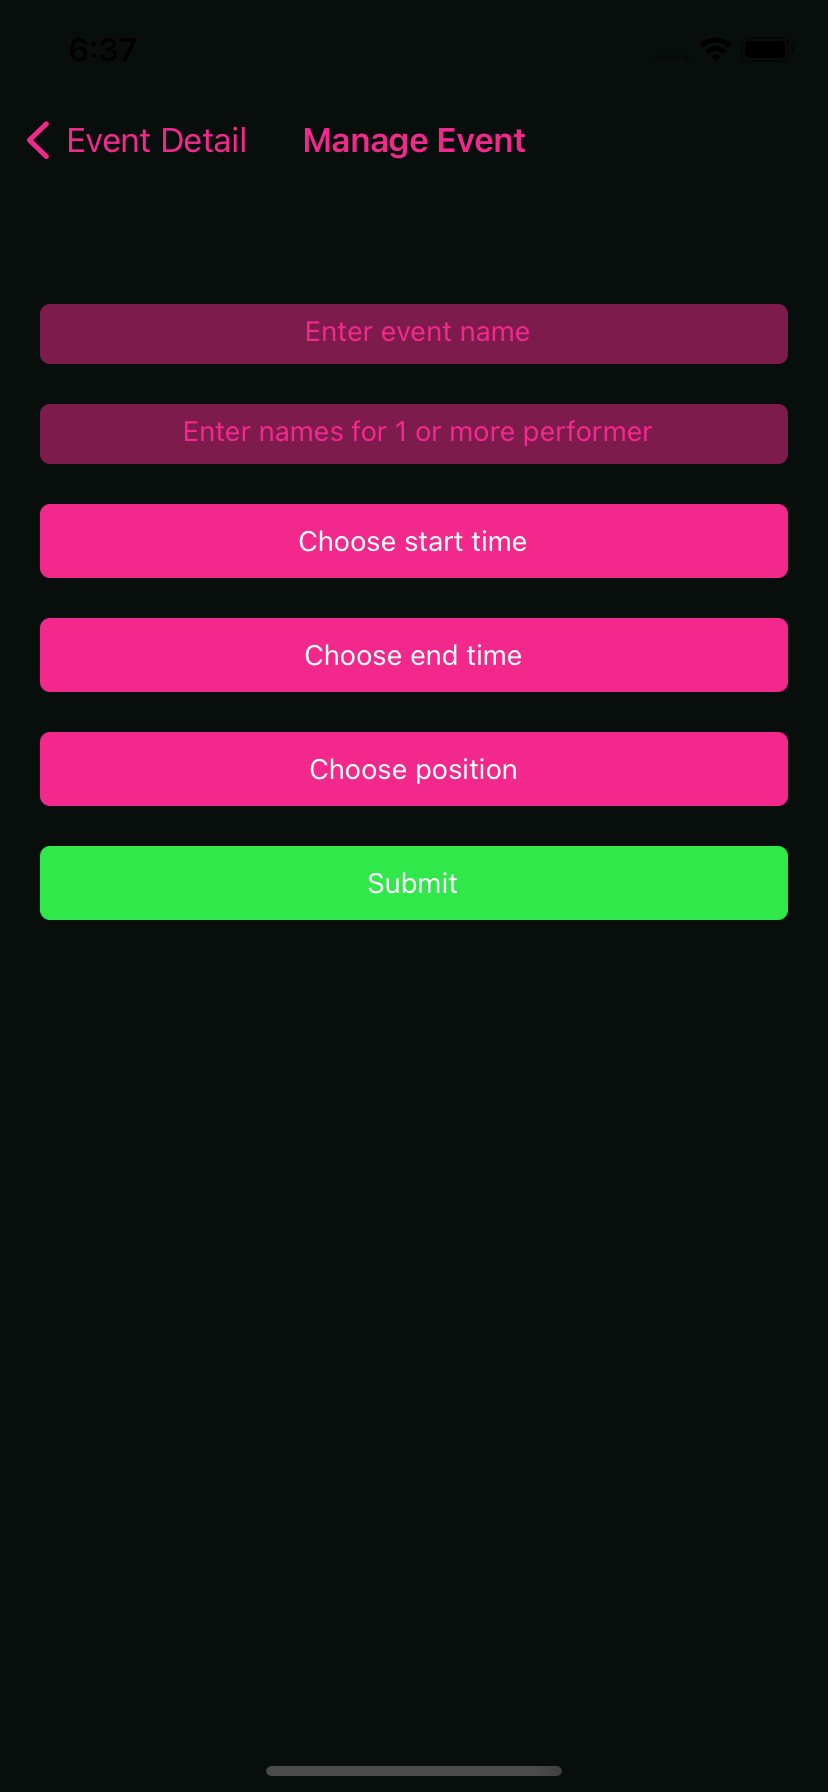 6:37
Event Detail
Manage Event
Enter event name
Enter names for 1 or more performer
Choose start time
Choose end time
Choose position
Submit